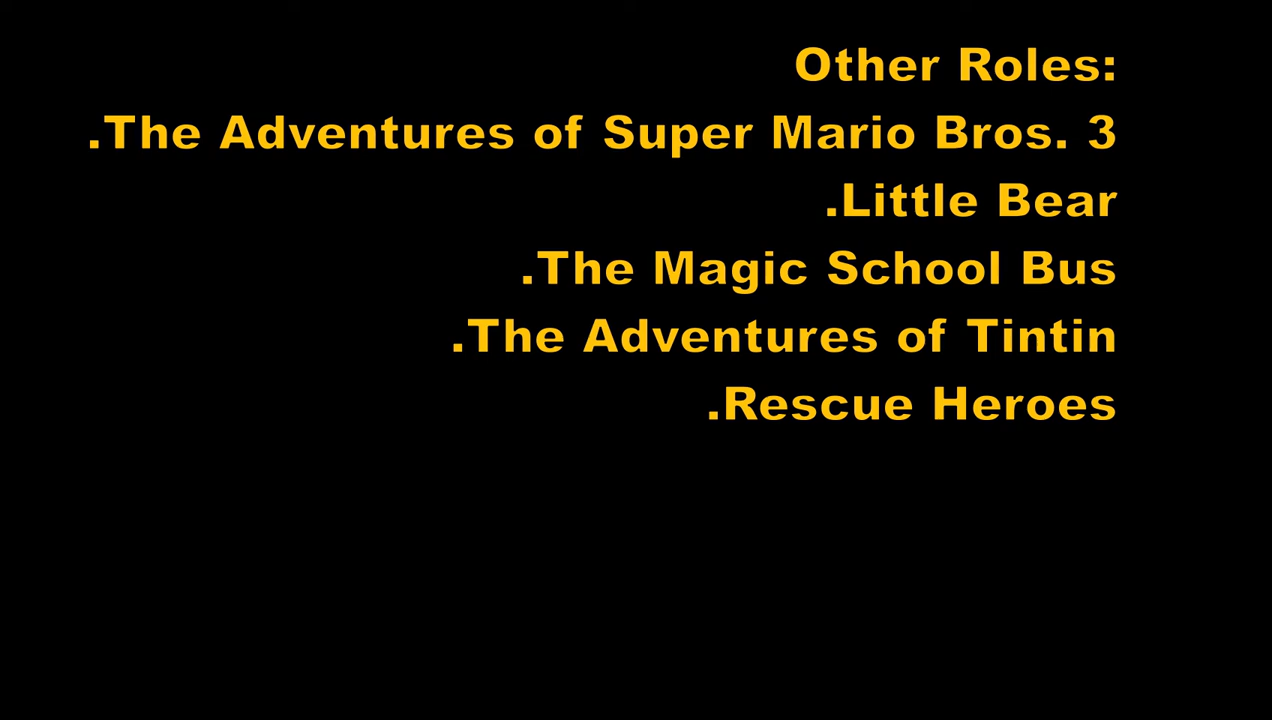 Other Roles:
.The Adventures of Super Mario Bros. 3
.Little Bear
.The Magic School Bus
.The Adventures of Tintin
.Rescue Heroes